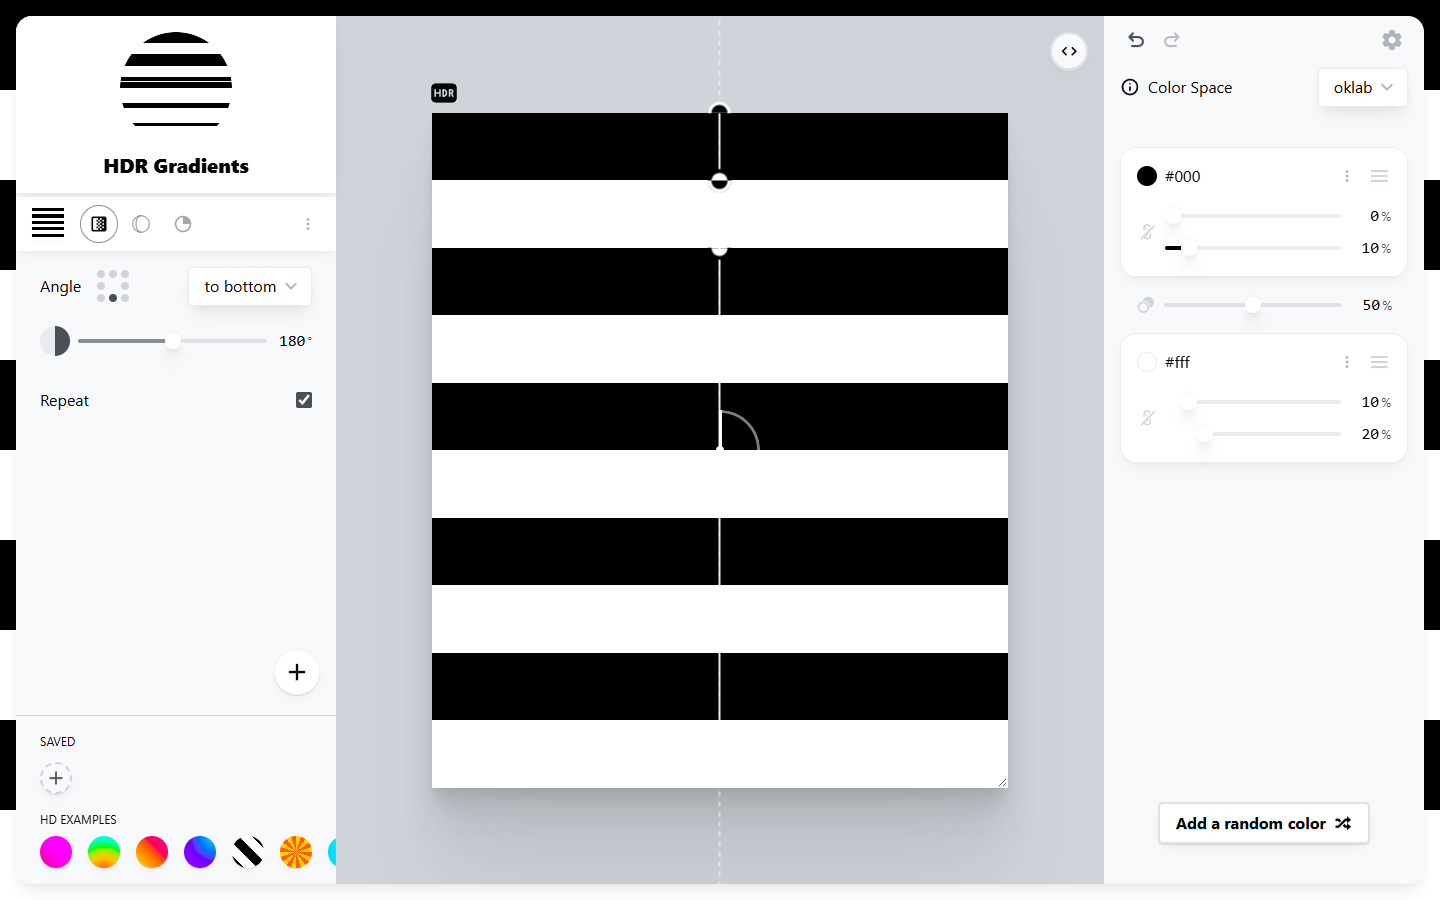 HDR Gradients
Angle
to bottom
180°
Repeat
SAVED
HD EXAMPLES
HDR
Color Space
oklab
#000
0%
10%
50%
#fff
10%
20%
Add a random color